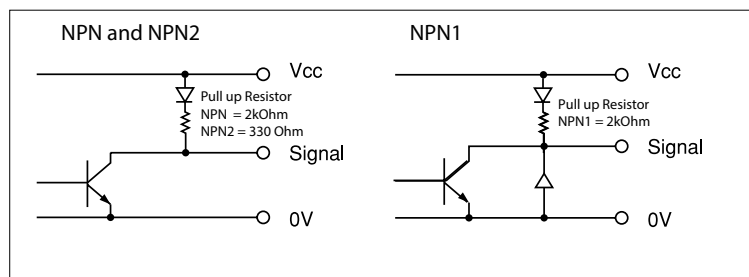 NPN and NPN2
Vcc
Pull up Resistor
NPN = 2kOhm
NPN2 = 330 Ohm
Signal
0V
NPN1
Vcc
Pull up Resistor
NPN1 = 2kOhm
Signal
0V